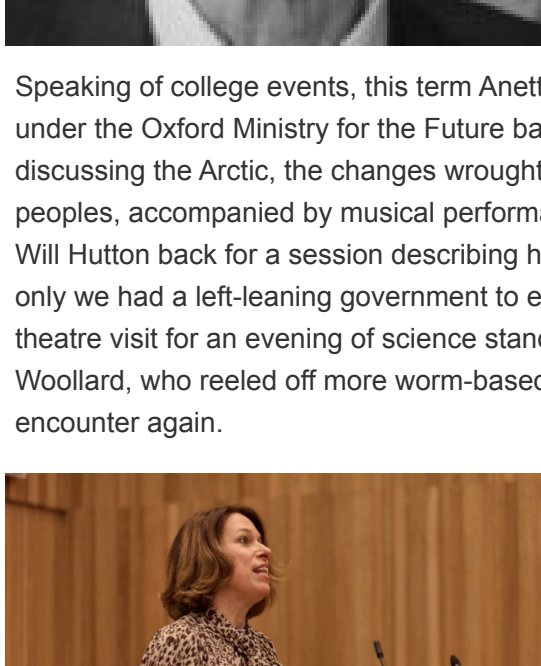 Speaking of college events, this term Anett
under the Oxford Ministry for the Future ba
discussing the Arctic, the changes wrought
peoples, accompanied by musical performa
Will Hutton back for a session describing h
only we had a left-leaning government to e
theatre visit for an evening of science stand
Woollard, who reeled off more worm-based
encounter again.